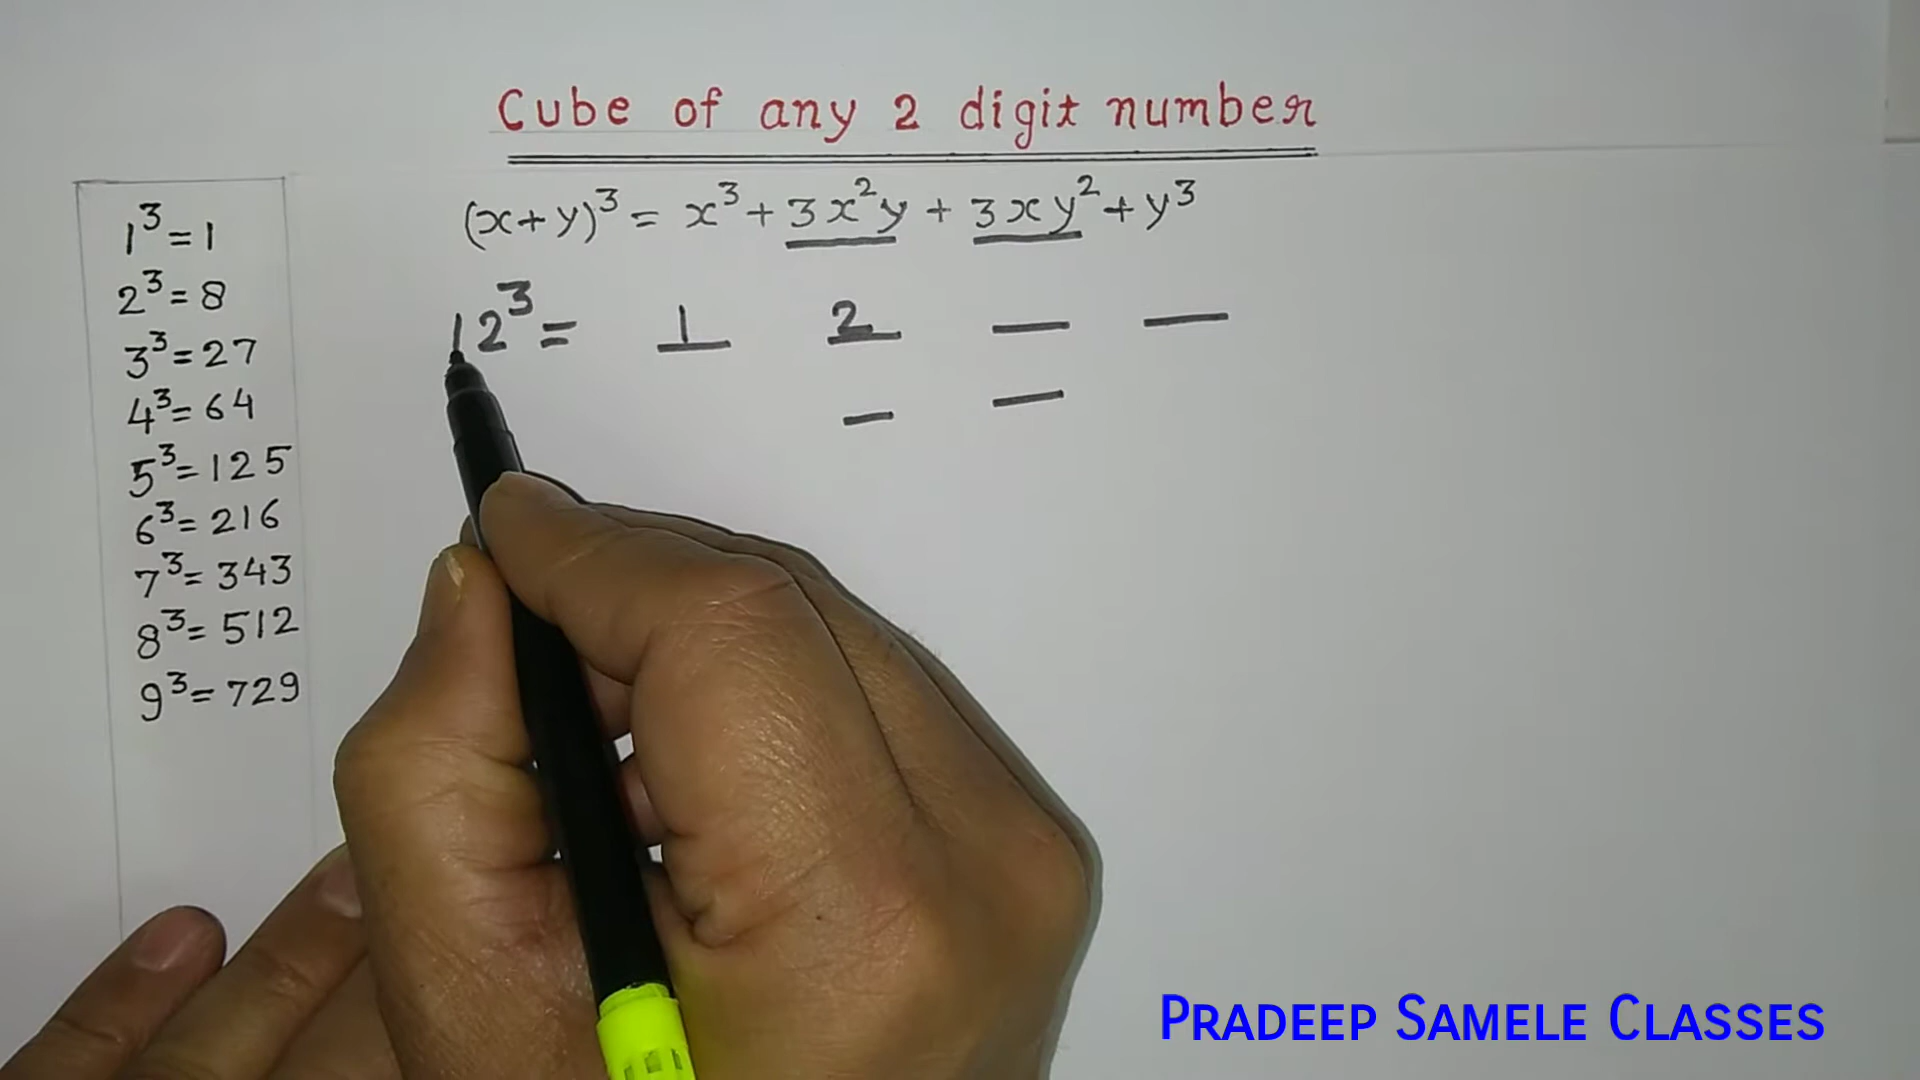 Cube of any 2 digit number
(x+y)³ = x³ + 3x²y + 3xy² + y³
12³ = 1 2 _ _
_ _
1³ = 1
2³ = 8
3³ = 27
4³ = 64
5³ = 125
6³ = 216
7³ = 343
8³ = 512
9³ = 729
PRADEEP SAMELE CLASSES